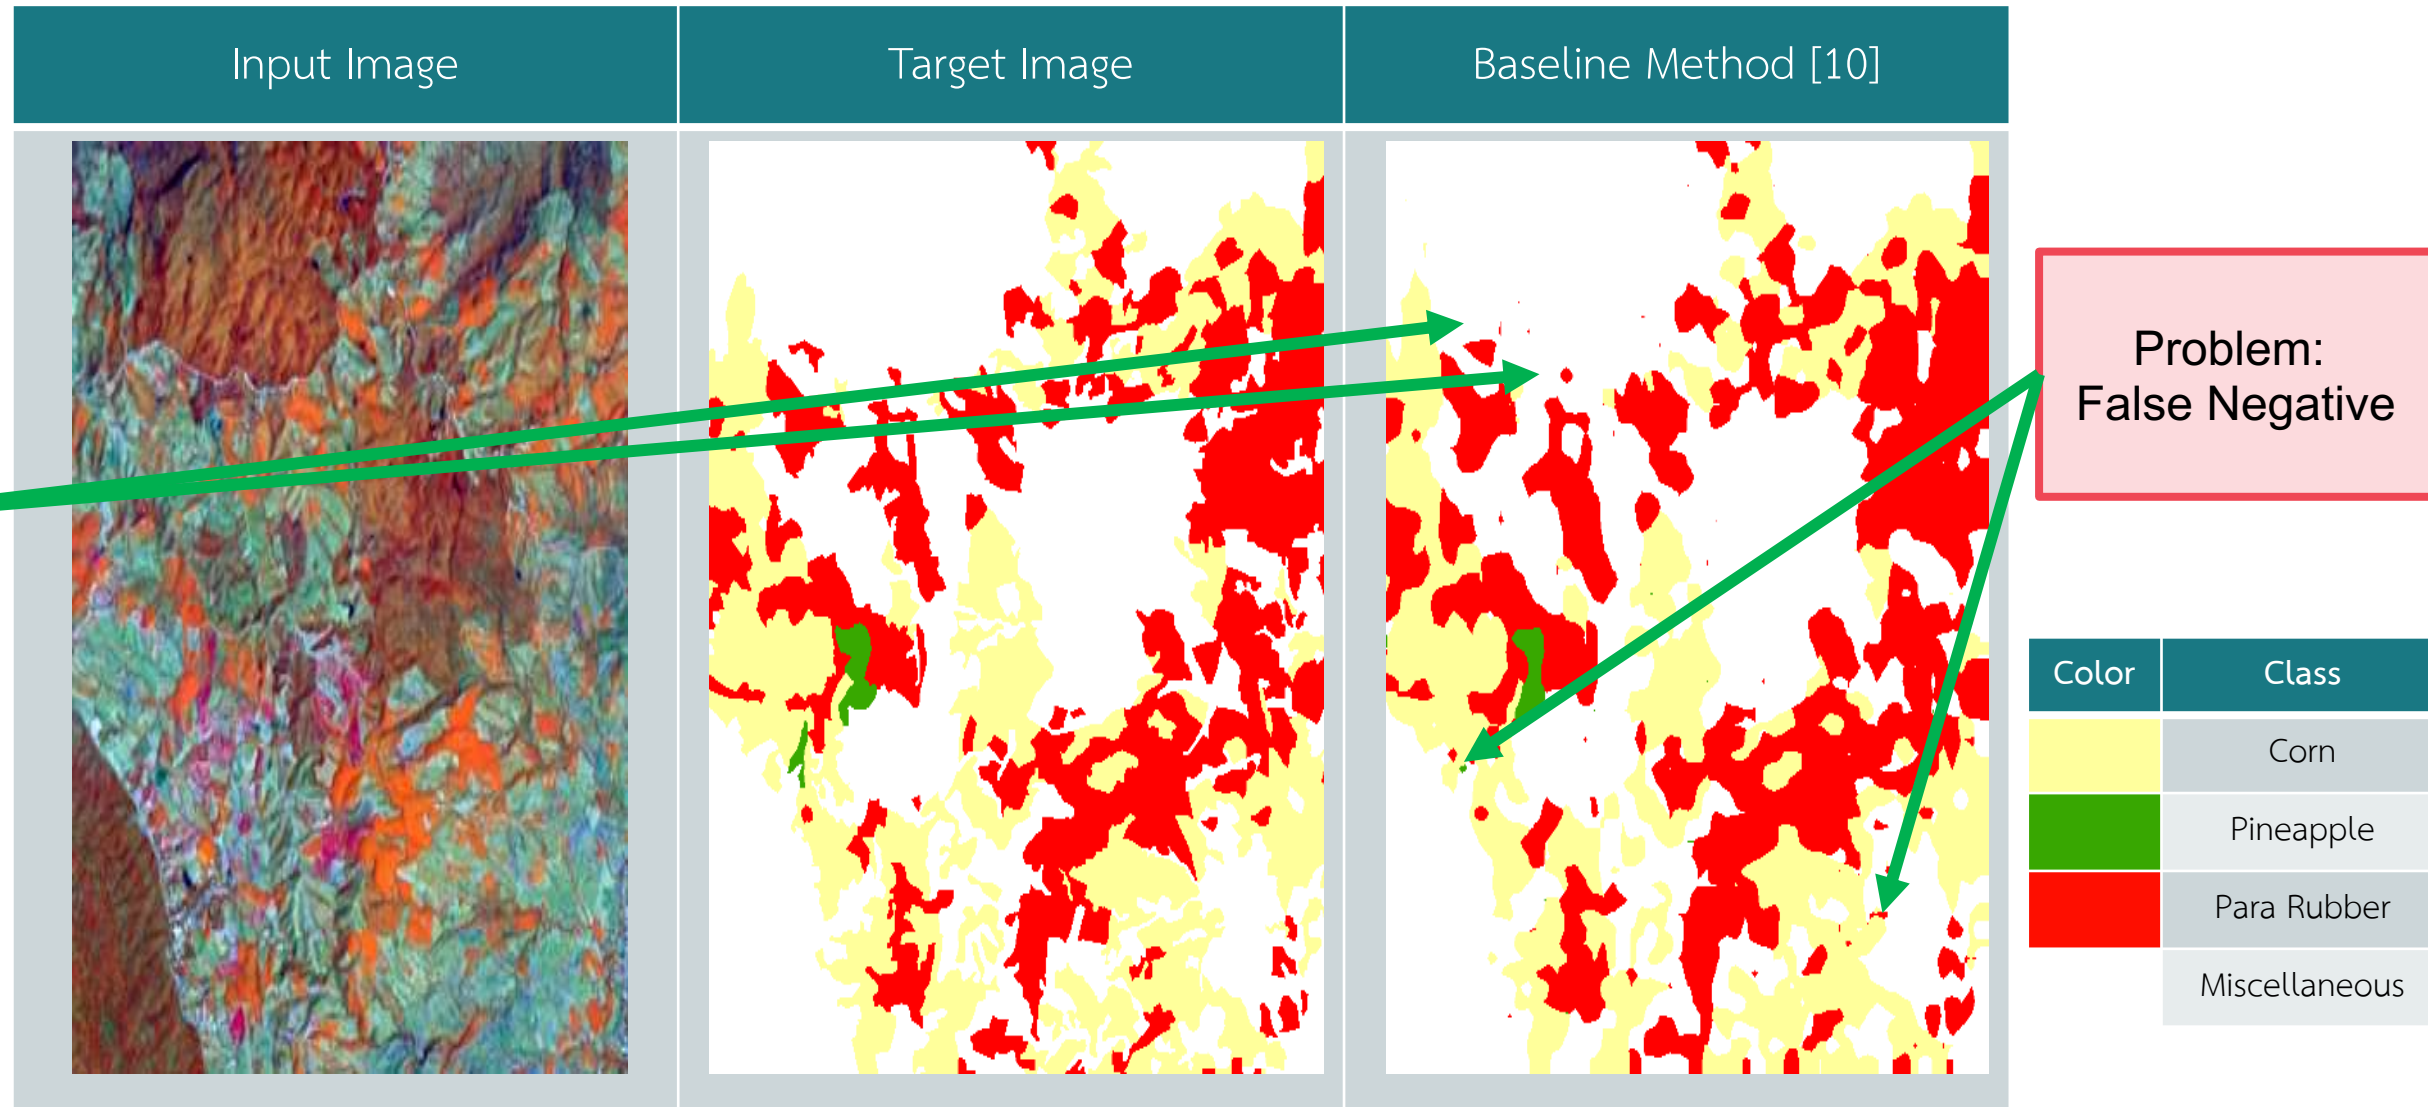 Input Image
Target Image
Baseline Method [10]
Problem:
False Negative
Color
Class
Corn
Pineapple
Para Rubber
Miscellaneous